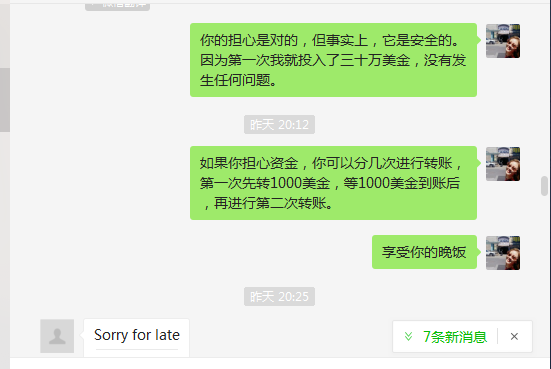 你的担心是对的，但事实上，它是安全的。
因为第一次我就投入了三十万美金，没有发
生任何问题。
昨天 20:12
如果你担心资金，你可以分几次进行转账，
第一次先转1000美金，等1000美金到账后
，再进行第二次转账。
享受你的晚饭
昨天 20:25
Sorry for late
7条新消息